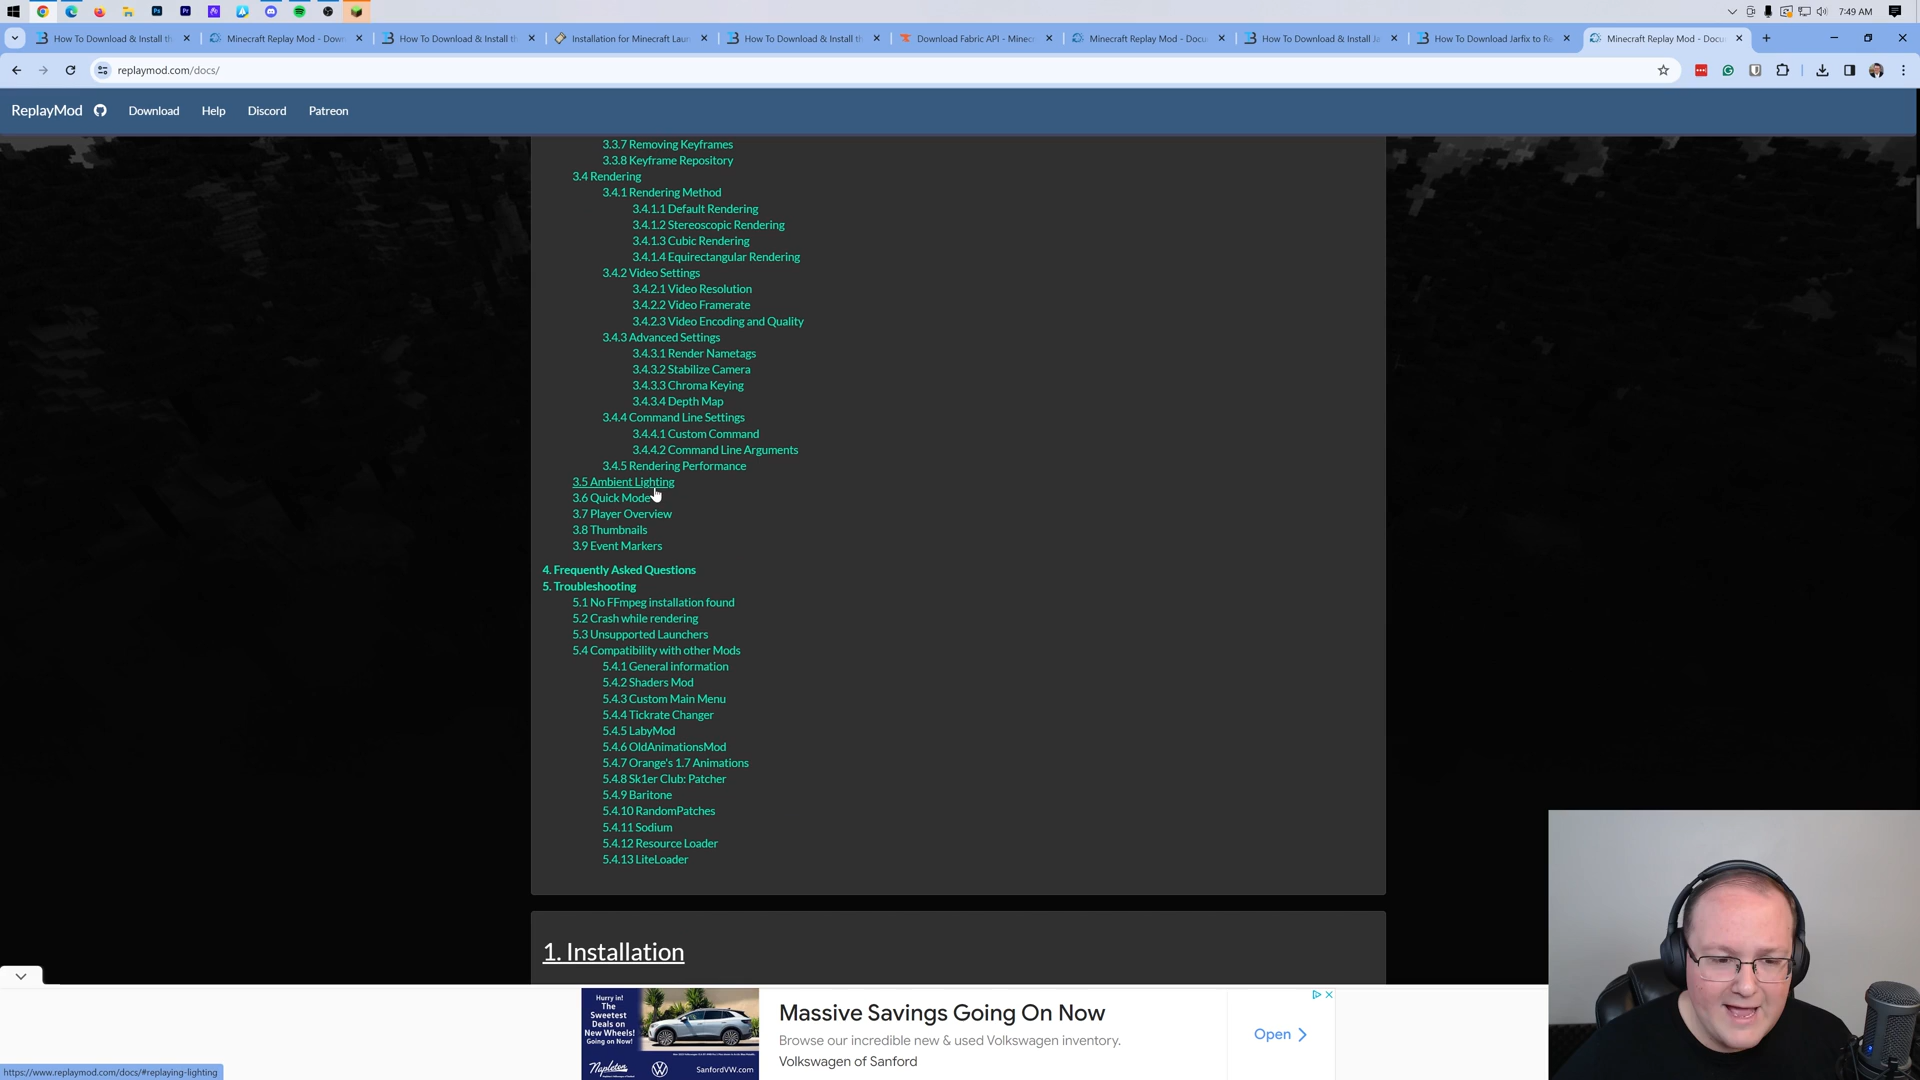 7:49 AM
How To Download & Install th
Minecraft Replay Mod - Down
How To Download & Install th
Installation for Minecraft Laun
How To Download & Install th
Download Fabric API - Minec
Minecraft Replay Mod - Docu
How To Download & Install Ja
How To Download Jarfix to Re
Minecraft Replay Mod - Docu
replaymod.com/docs/
ReplayMod Download Help Discord Patreon
3.3.7 Removing Keyframes
3.3.8 Keyframe Repository
3.4 Rendering
3.4.1 Rendering Method
3.4.1.1 Default Rendering
3.4.1.2 Stereoscopic Rendering
3.4.1.3 Cubic Rendering
3.4.1.4 Equirectangular Rendering
3.4.2 Video Settings
3.4.2.1 Video Resolution
3.4.2.2 Video Framerate
3.4.2.3 Video Encoding and Quality
3.4.3 Advanced Settings
3.4.3.1 Render Nametags
3.4.3.2 Stabilize Camera
3.4.3.3 Chroma Keying
3.4.3.4 Depth Map
3.4.4 Command Line Settings
3.4.4.1 Custom Command
3.4.4.2 Command Line Arguments
3.4.5 Rendering Performance
3.5 Ambient Lighting
3.6 Quick Mode
3.7 Player Overview
3.8 Thumbnails
3.9 Event Markers
4. Frequently Asked Questions
5. Troubleshooting
5.1 No FFmpeg installation found
5.2 Crash while rendering
5.3 Unsupported Launchers
5.4 Compatibility with other Mods
5.4.1 General information
5.4.2 Shaders Mod
5.4.3 Custom Main Menu
5.4.4 Tickrate Changer
5.4.5 LabyMod
5.4.6 OldAnimationsMod
5.4.7 Orange's 1.7 Animations
5.4.8 Sk1er Club: Patcher
5.4.9 Baritone
5.4.10 RandomPatches
5.4.11 Sodium
5.4.12 Resource Loader
5.4.13 LiteLoader
1. Installation
Hurry in!
The
Sweetest
Deals on
New Wheels!
Going on Now!
Napleton
SanfordVW.com
Massive Savings Going On Now
Browse our incredible new & used Volkswagen inventory.
Volkswagen of Sanford
Open
https://www.replaymod.com/docs/#replaying-lighting